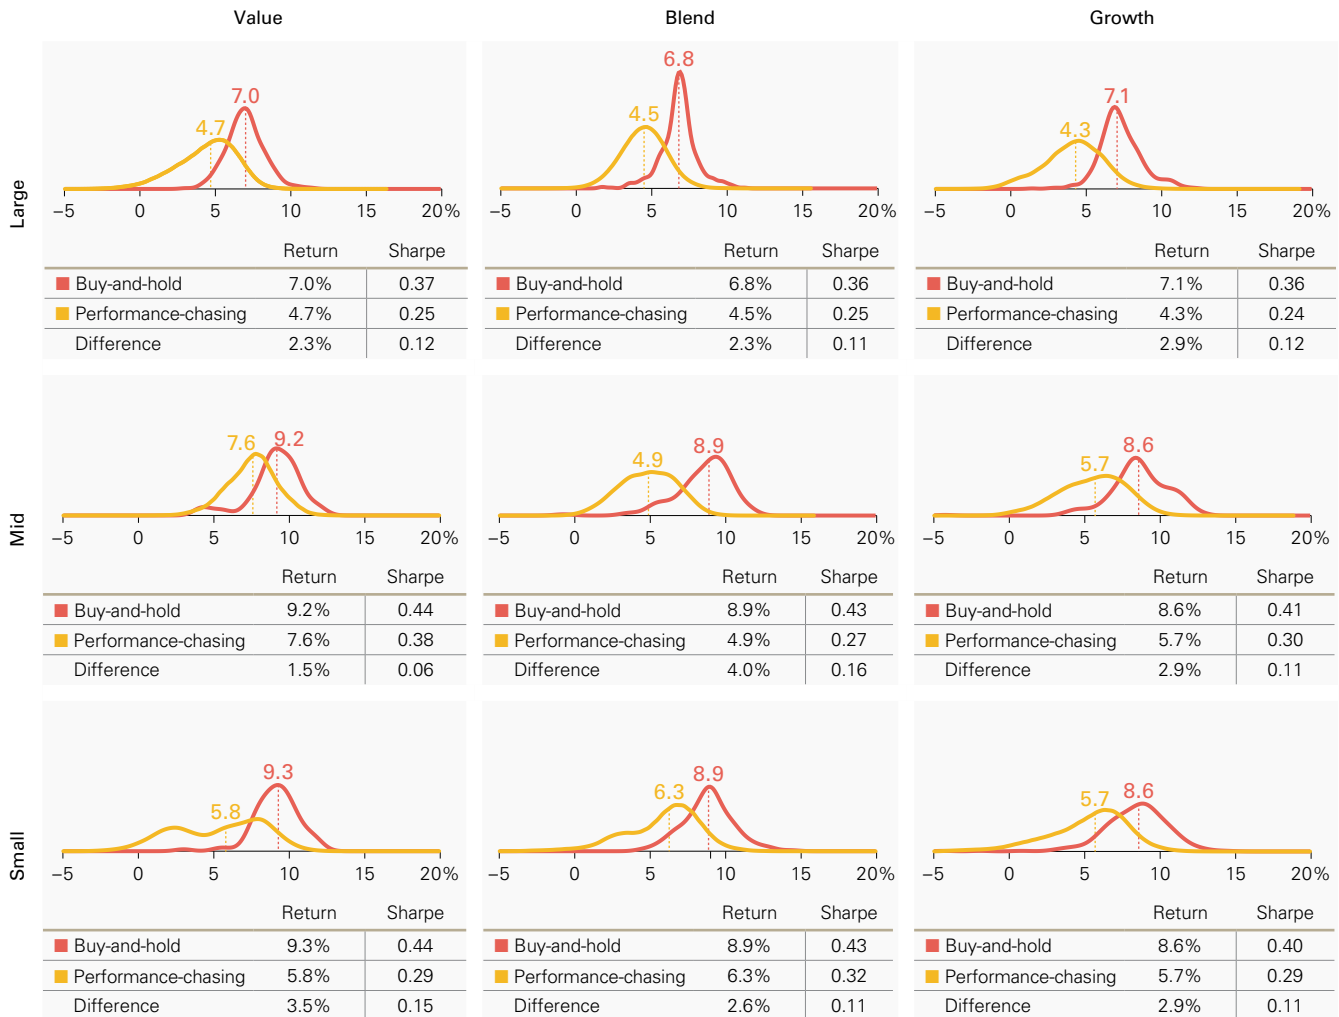 Value Blend Growth
Large
7.0
4.7
−5 0 5 10 15 20%
Return Sharpe
Buy-and-hold 7.0% 0.37
Performance-chasing 4.7% 0.25
Difference 2.3% 0.12
6.8
4.5
−5 0 5 10 15 20%
Return Sharpe
Buy-and-hold 6.8% 0.36
Performance-chasing 4.5% 0.25
Difference 2.3% 0.11
7.1
4.3
−5 0 5 10 15 20%
Return Sharpe
Buy-and-hold 7.1% 0.36
Performance-chasing 4.3% 0.24
Difference 2.9% 0.12
Mid
7.6 9.2
−5 0 5 10 15 20%
Return Sharpe
Buy-and-hold 9.2% 0.44
Performance-chasing 7.6% 0.38
Difference 1.5% 0.06
8.9
4.9
−5 0 5 10 15 20%
Return Sharpe
Buy-and-hold 8.9% 0.43
Performance-chasing 4.9% 0.27
Difference 4.0% 0.16
8.6
5.7
−5 0 5 10 15 20%
Return Sharpe
Buy-and-hold 8.6% 0.41
Performance-chasing 5.7% 0.30
Difference 2.9% 0.11
Small
9.3
5.8
−5 0 5 10 15 20%
Return Sharpe
Buy-and-hold 9.3% 0.44
Performance-chasing 5.8% 0.29
Difference 3.5% 0.15
8.9
6.3
−5 0 5 10 15 20%
Return Sharpe
Buy-and-hold 8.9% 0.43
Performance-chasing 6.3% 0.32
Difference 2.6% 0.11
8.6
5.7
−5 0 5 10 15 20%
Return Sharpe
Buy-and-hold 8.6% 0.40
Performance-chasing 5.7% 0.29
Difference 2.9% 0.11